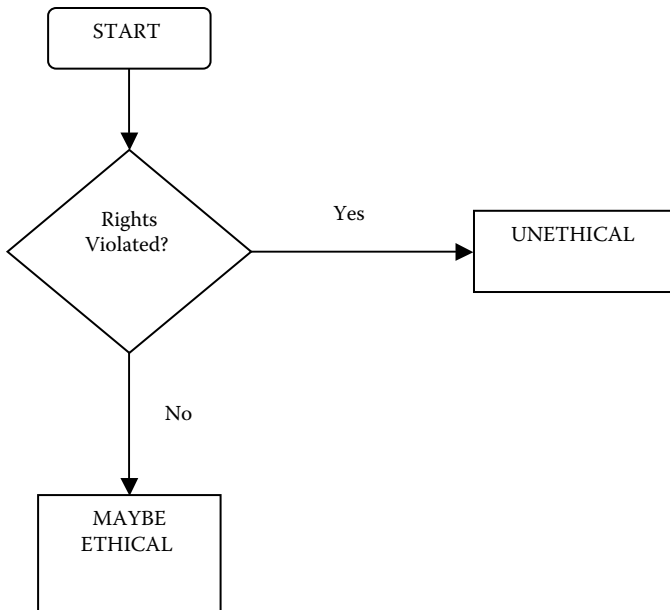 START
Rights
Violated?
Yes
UNETHICAL
No
MAYBE
ETHICAL